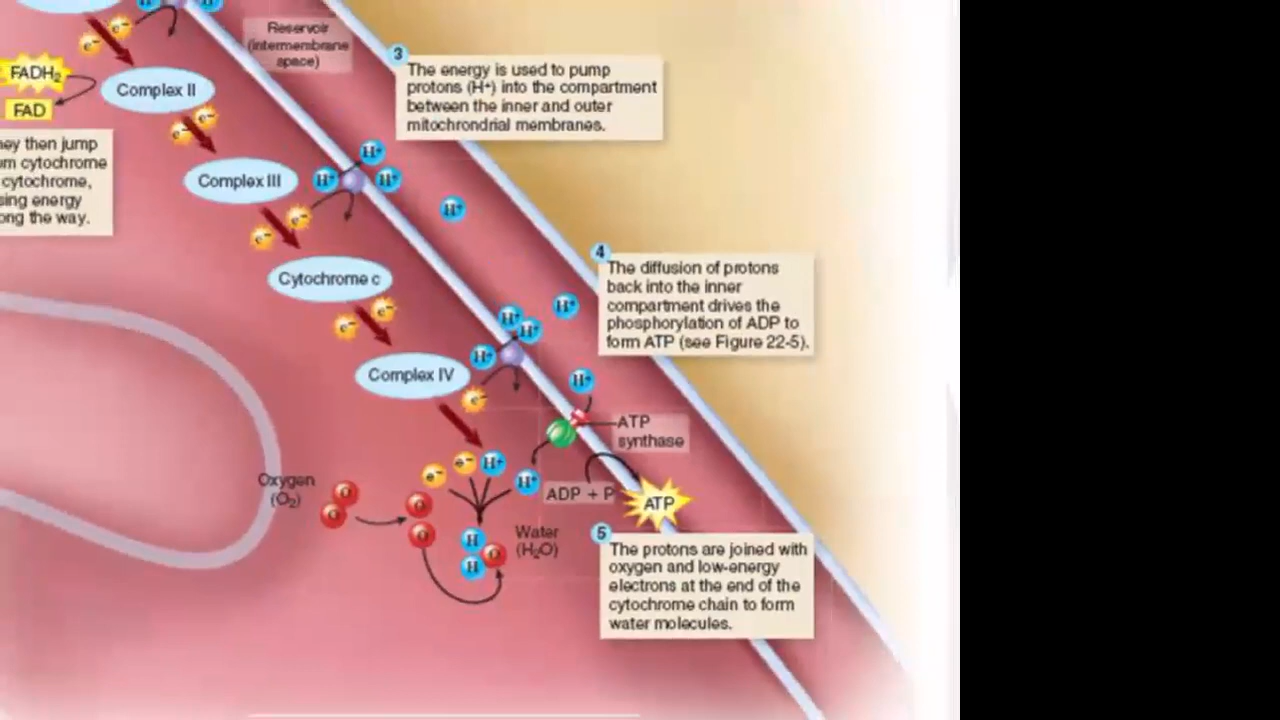 H+
H+
e-
e-
Reservoir
(intermembrane
space)
3
The energy is used to pump
protons (H+) into the compartment
between the inner and outer
mitochrondrial membranes.
FADH2
FAD
Complex II
e-
e-
hey then jump
om cytochrome
cytochrome,
sing energy
ong the way.
H+
H+
H+
H+
Complex III
e-
e-
4
The diffusion of protons
back into the inner
compartment drives the
phosphorylation of ADP to
form ATP (see Figure 22-5).
Cytochrome c
e-
e-
H+
H+
H+
H+
Complex IV
e-
H+
ATP
synthase
e-
e-
H+
H+
ADP + P
ATP
Oxygen
(O2)
O
O
O
O
H
H
O
Water
(H2O)
5
The protons are joined with
oxygen and low-energy
electrons at the end of the
cytochrome chain to form
water molecules.